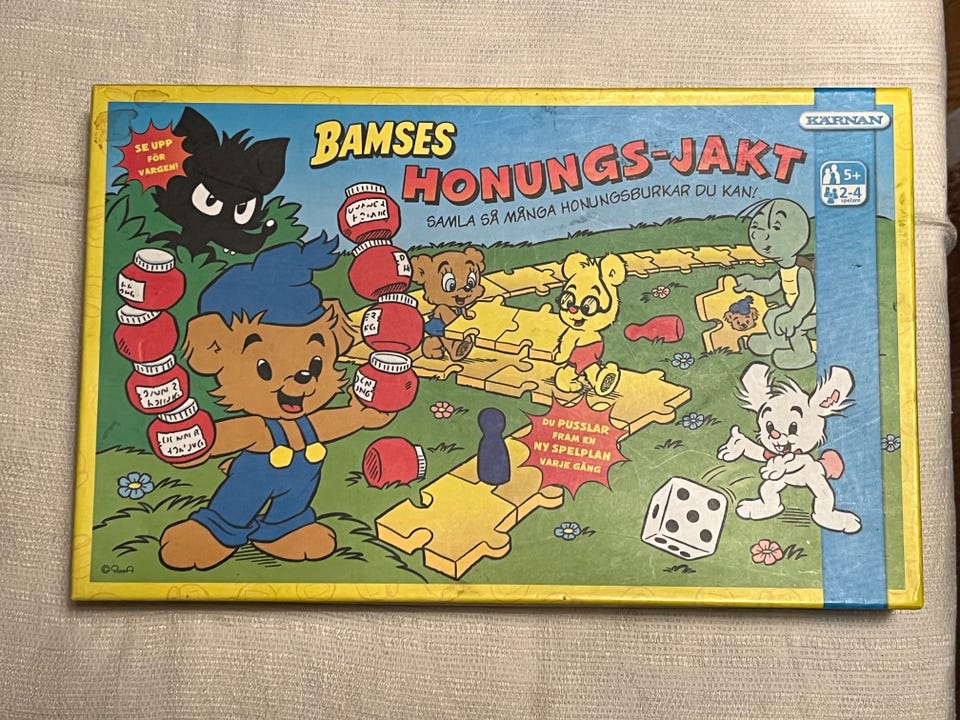 SE UPP
FÖR
VARGEN!
BAMSES
HONUNGS-JAKT
SAMLA SÅ MÅNGA HONUNGSBURKAR DU KAN!
KÄRNAN
5+
2-4
spelare
DU PUSSLAR
FRAM EN
NY SPELPLAN
VARJE GÅNG